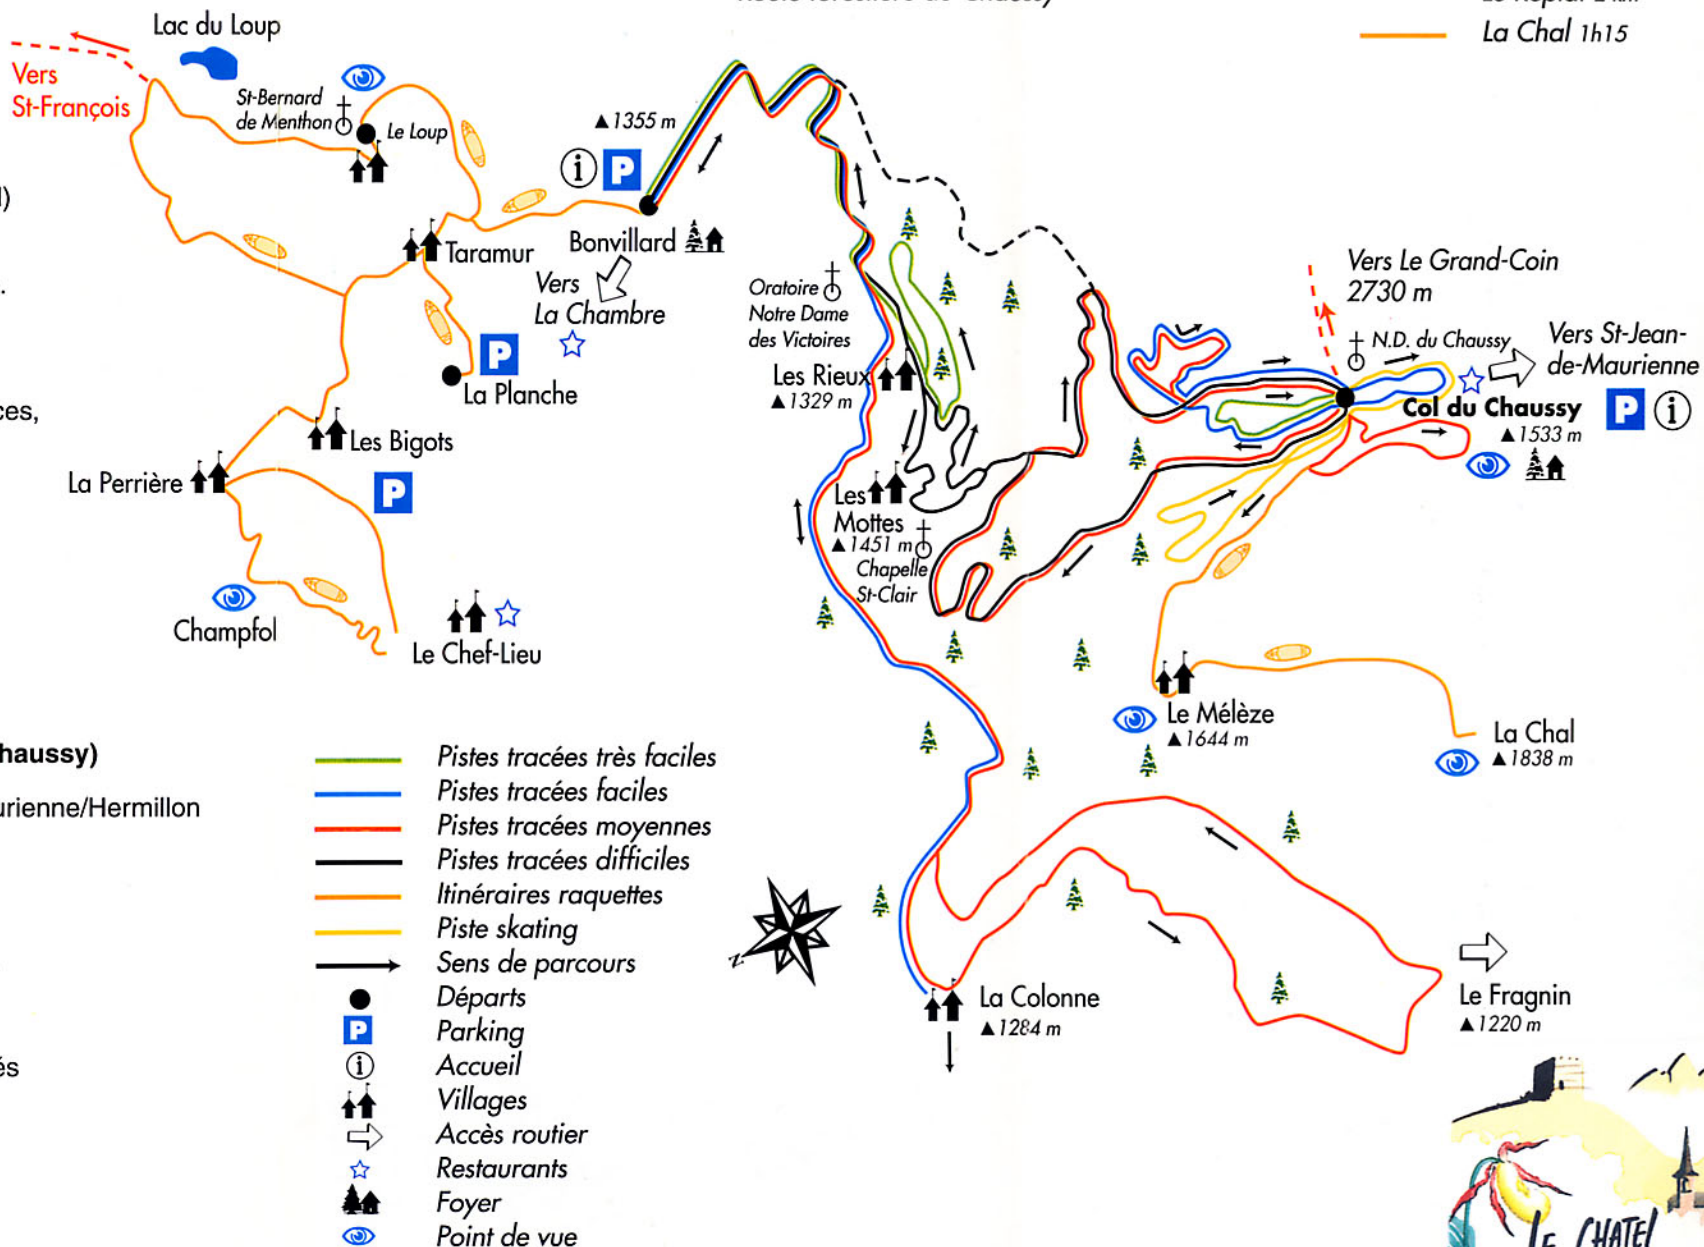 La Chal 1h15
Lac du Loup
Vers
St-François
St-Bernard
de Menthon
Le Loup
▲1355 m
i P
Taramur
Bonvillard
Vers
La Chambre
P
La Planche
Les Bigots
La Perrière
P
Champfol
Le Chef-Lieu
Oratoire
Notre Dame
des Victoires
Les Rieux
▲1329 m
Les
Mottes
▲1451 m
Chapelle
St-Clair
Vers Le Grand-Coin
2730 m
N.D. du Chaussy
Vers St-Jean-
de-Maurienne
Col du Chaussy
P i
▲1533 m
Le Mélèze
▲1644 m
La Chal
▲1838 m
La Colonne
▲1284 m
Le Fragnin
▲1220 m
N
l)
.
ces,
haussy)
urienne/Hermillon
és
Pistes tracées très faciles
Pistes tracées faciles
Pistes tracées moyennes
Pistes tracées difficiles
Itinéraires raquettes
Piste skating
Sens de parcours
Départs
P Parking
i Accueil
Villages
Accès routier
Restaurants
Foyer
Point de vue
LE CHATEL